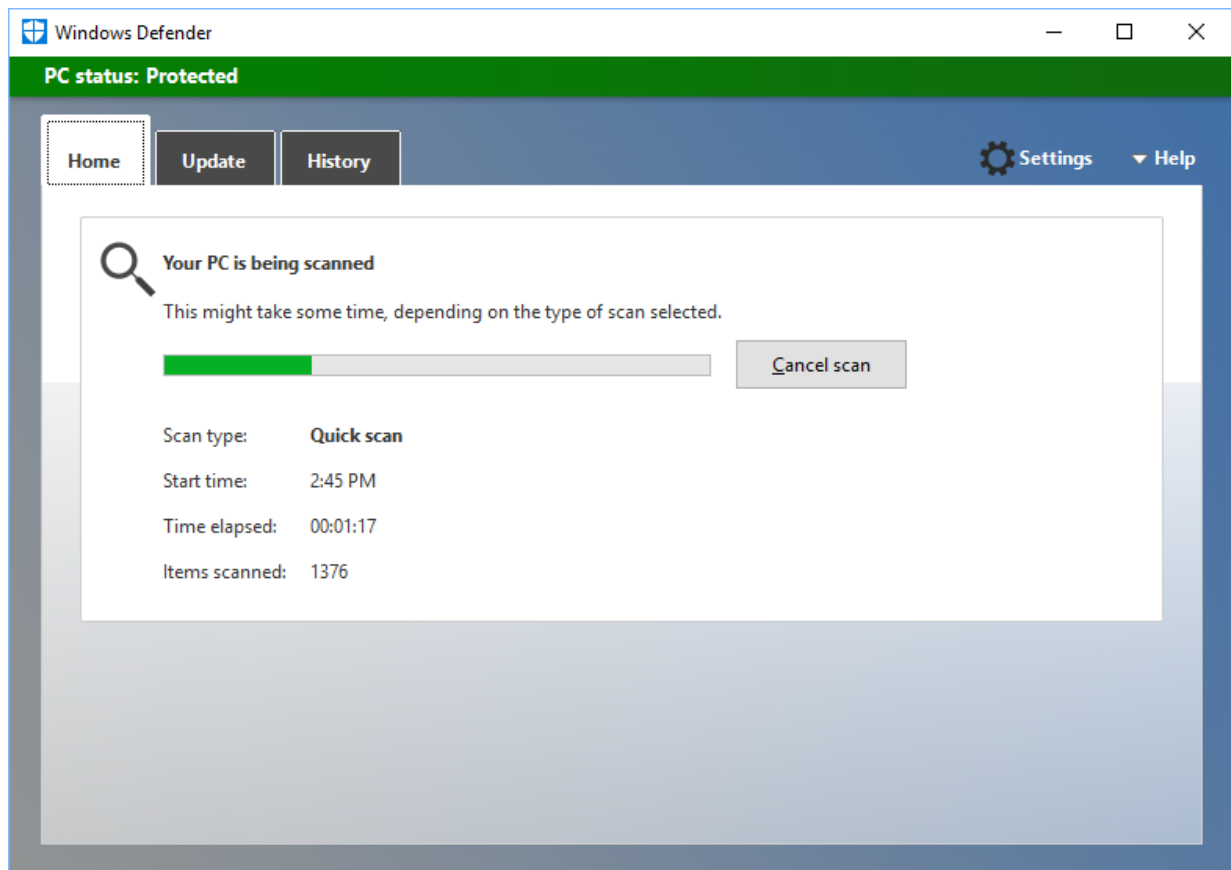 Windows Defender
PC status: Protected
Home Update History Settings Help
Your PC is being scanned
This might take some time, depending on the type of scan selected.
Cancel scan
Scan type: Quick scan
Start time: 2:45 PM
Time elapsed: 00:01:17
Items scanned: 1376